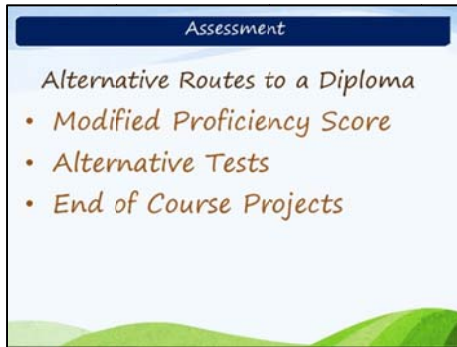 Assessment
Alternative Routes to a Diploma
• Modified Proficiency Score
• Alternative Tests
• End of Course Projects